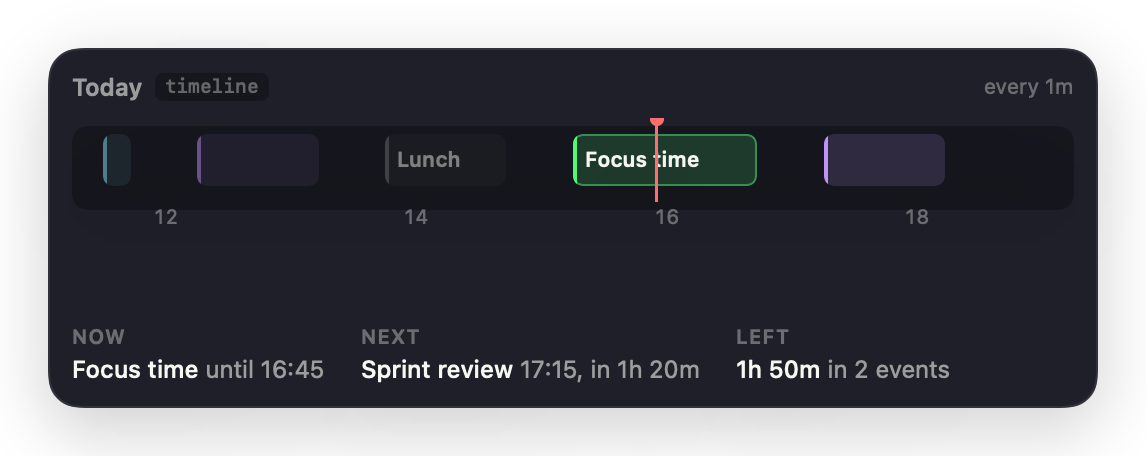 Today timeline every 1m
Lunch Focus time
12 14 16 18
NOW NEXT LEFT
Focus time until 16:45 Sprint review 17:15, in 1h 20m 1h 50m in 2 events